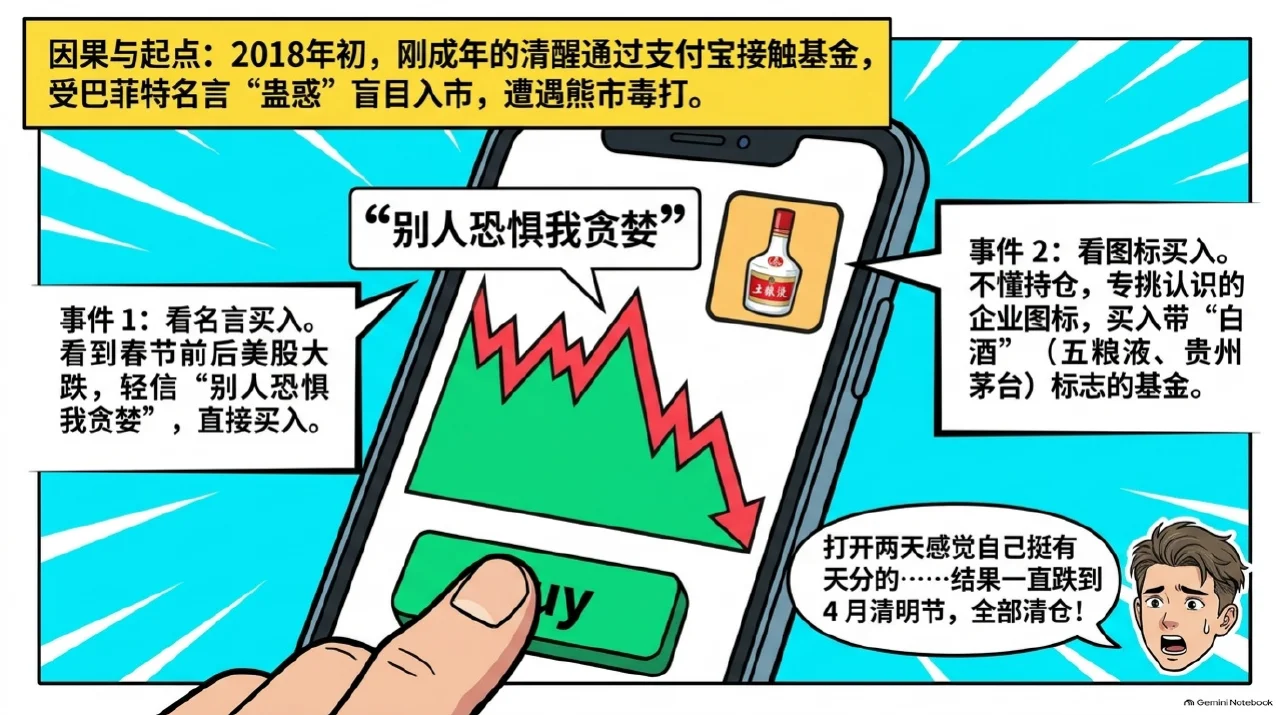 因果与起点：2018年初，刚成年的清醒通过支付宝接触基金，
受巴菲特名言“蛊惑”盲目入市，遭遇熊市毒打。
“别人恐惧我贪婪”
事件 1：看名言买入。
看到春节前后美股大
跌，轻信“别人恐惧
我贪婪”，直接买入。
土粮液
事件 2：看图标买入。
不懂持仓，专挑认识的
企业图标，买入带“白
酒”（五粮液、贵州
茅台）标志的基金。
uy
打开两天感觉自己挺有
天分的……结果一直跌到
4 月清明节，全部清仓！
Gemini Notebook